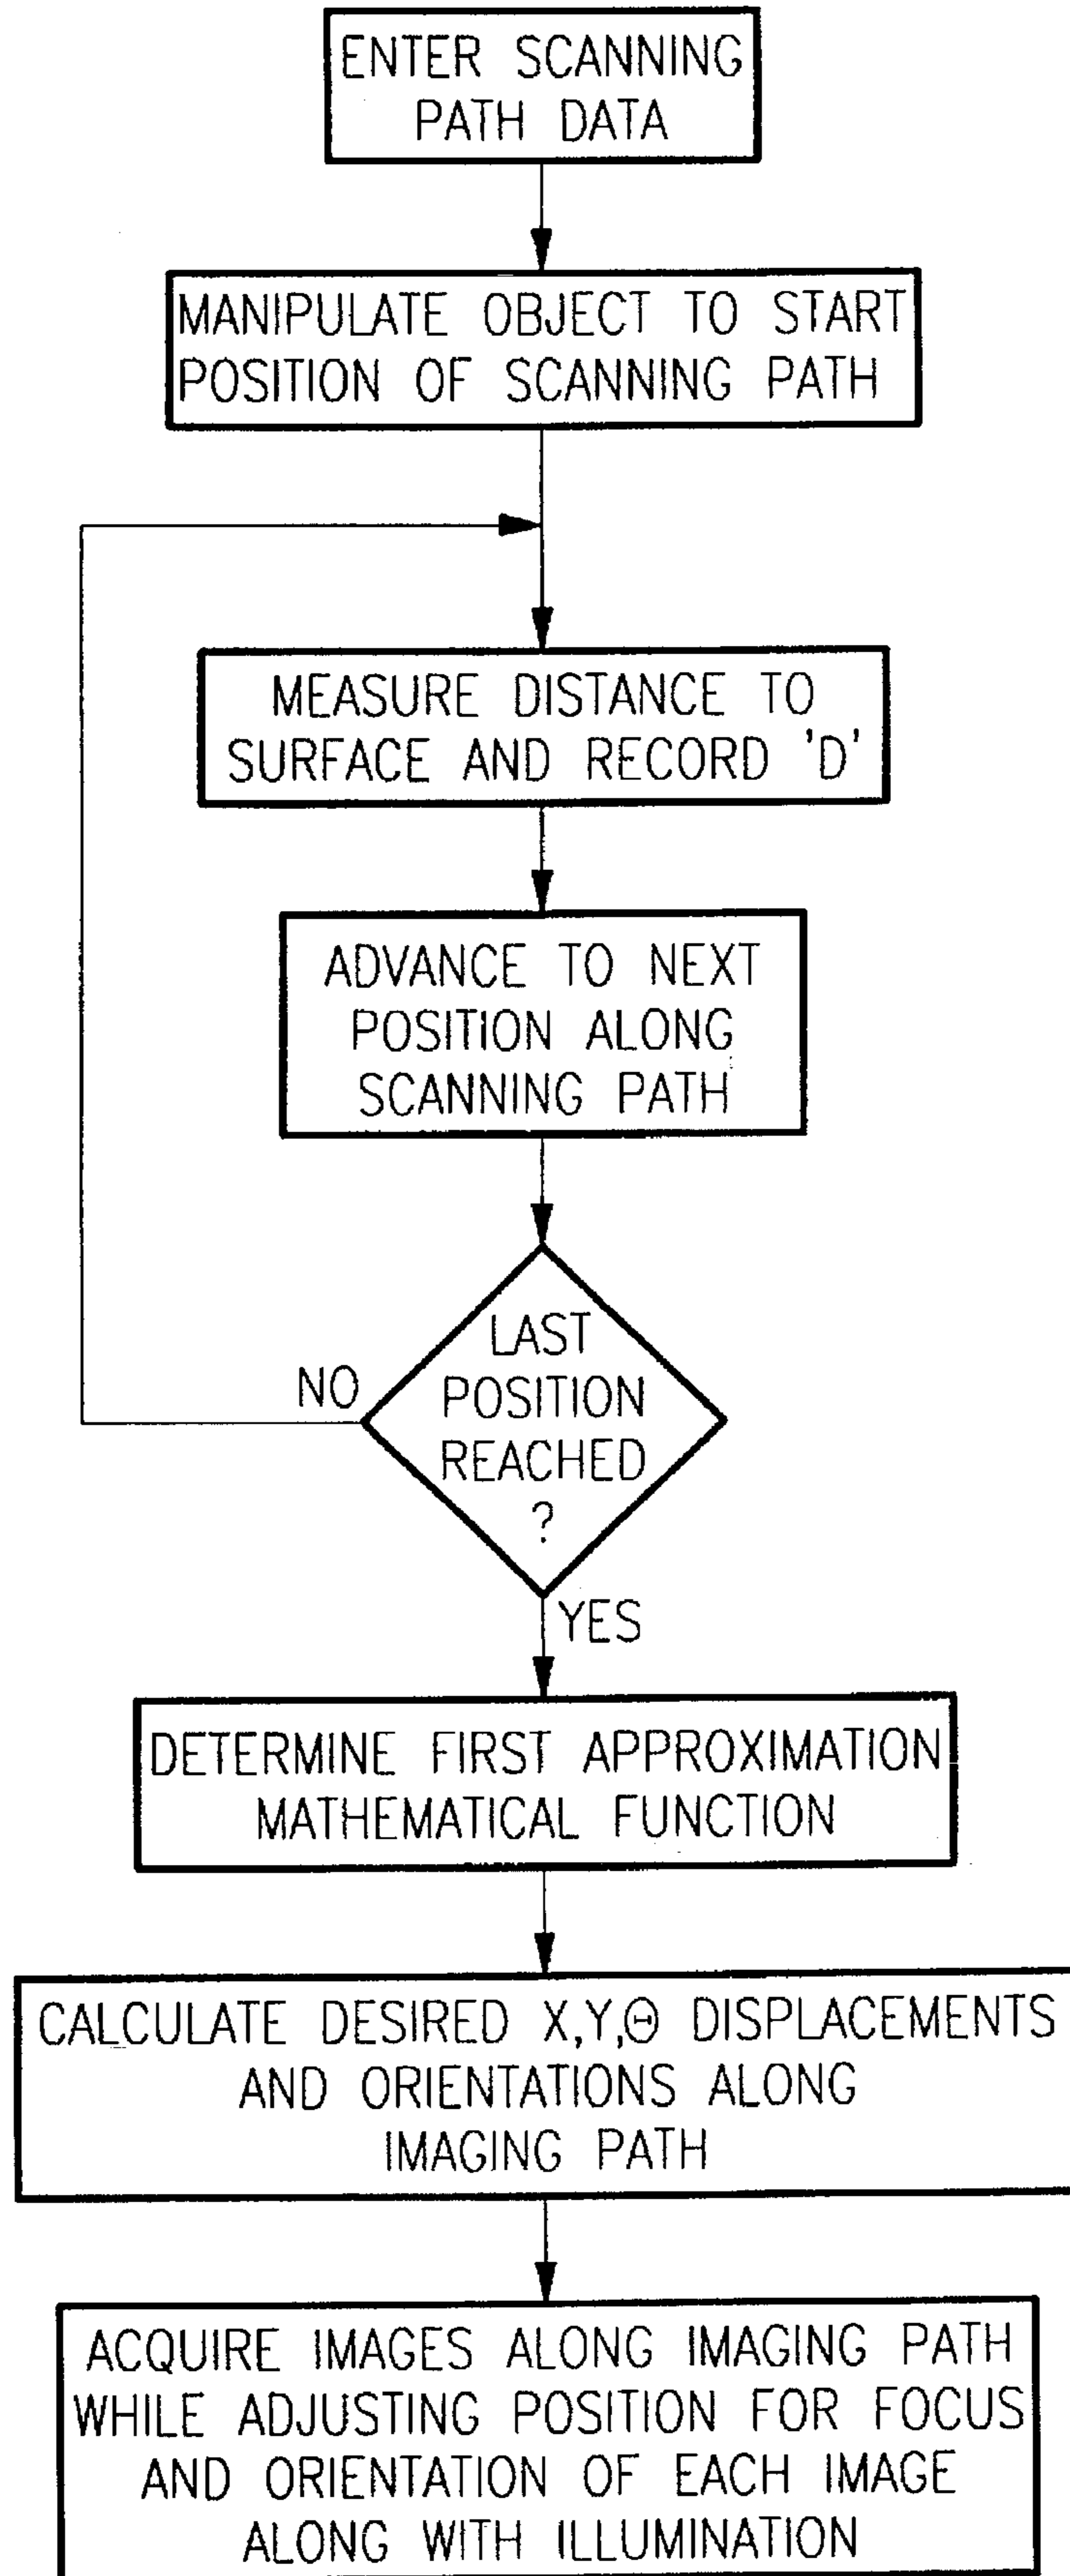 ENTER SCANNING
PATH DATA
MANIPULATE OBJECT TO START
POSITION OF SCANNING PATH
MEASURE DISTANCE TO
SURFACE AND RECORD 'D'
ADVANCE TO NEXT
POSITION ALONG
SCANNING PATH
LAST
POSITION
REACHED
?
NO
YES
DETERMINE FIRST APPROXIMATION
MATHEMATICAL FUNCTION
CALCULATE DESIRED X,Y,Θ DISPLACEMENTS
AND ORIENTATIONS ALONG
IMAGING PATH
ACQUIRE IMAGES ALONG IMAGING PATH
WHILE ADJUSTING POSITION FOR FOCUS
AND ORIENTATION OF EACH IMAGE
ALONG WITH ILLUMINATION